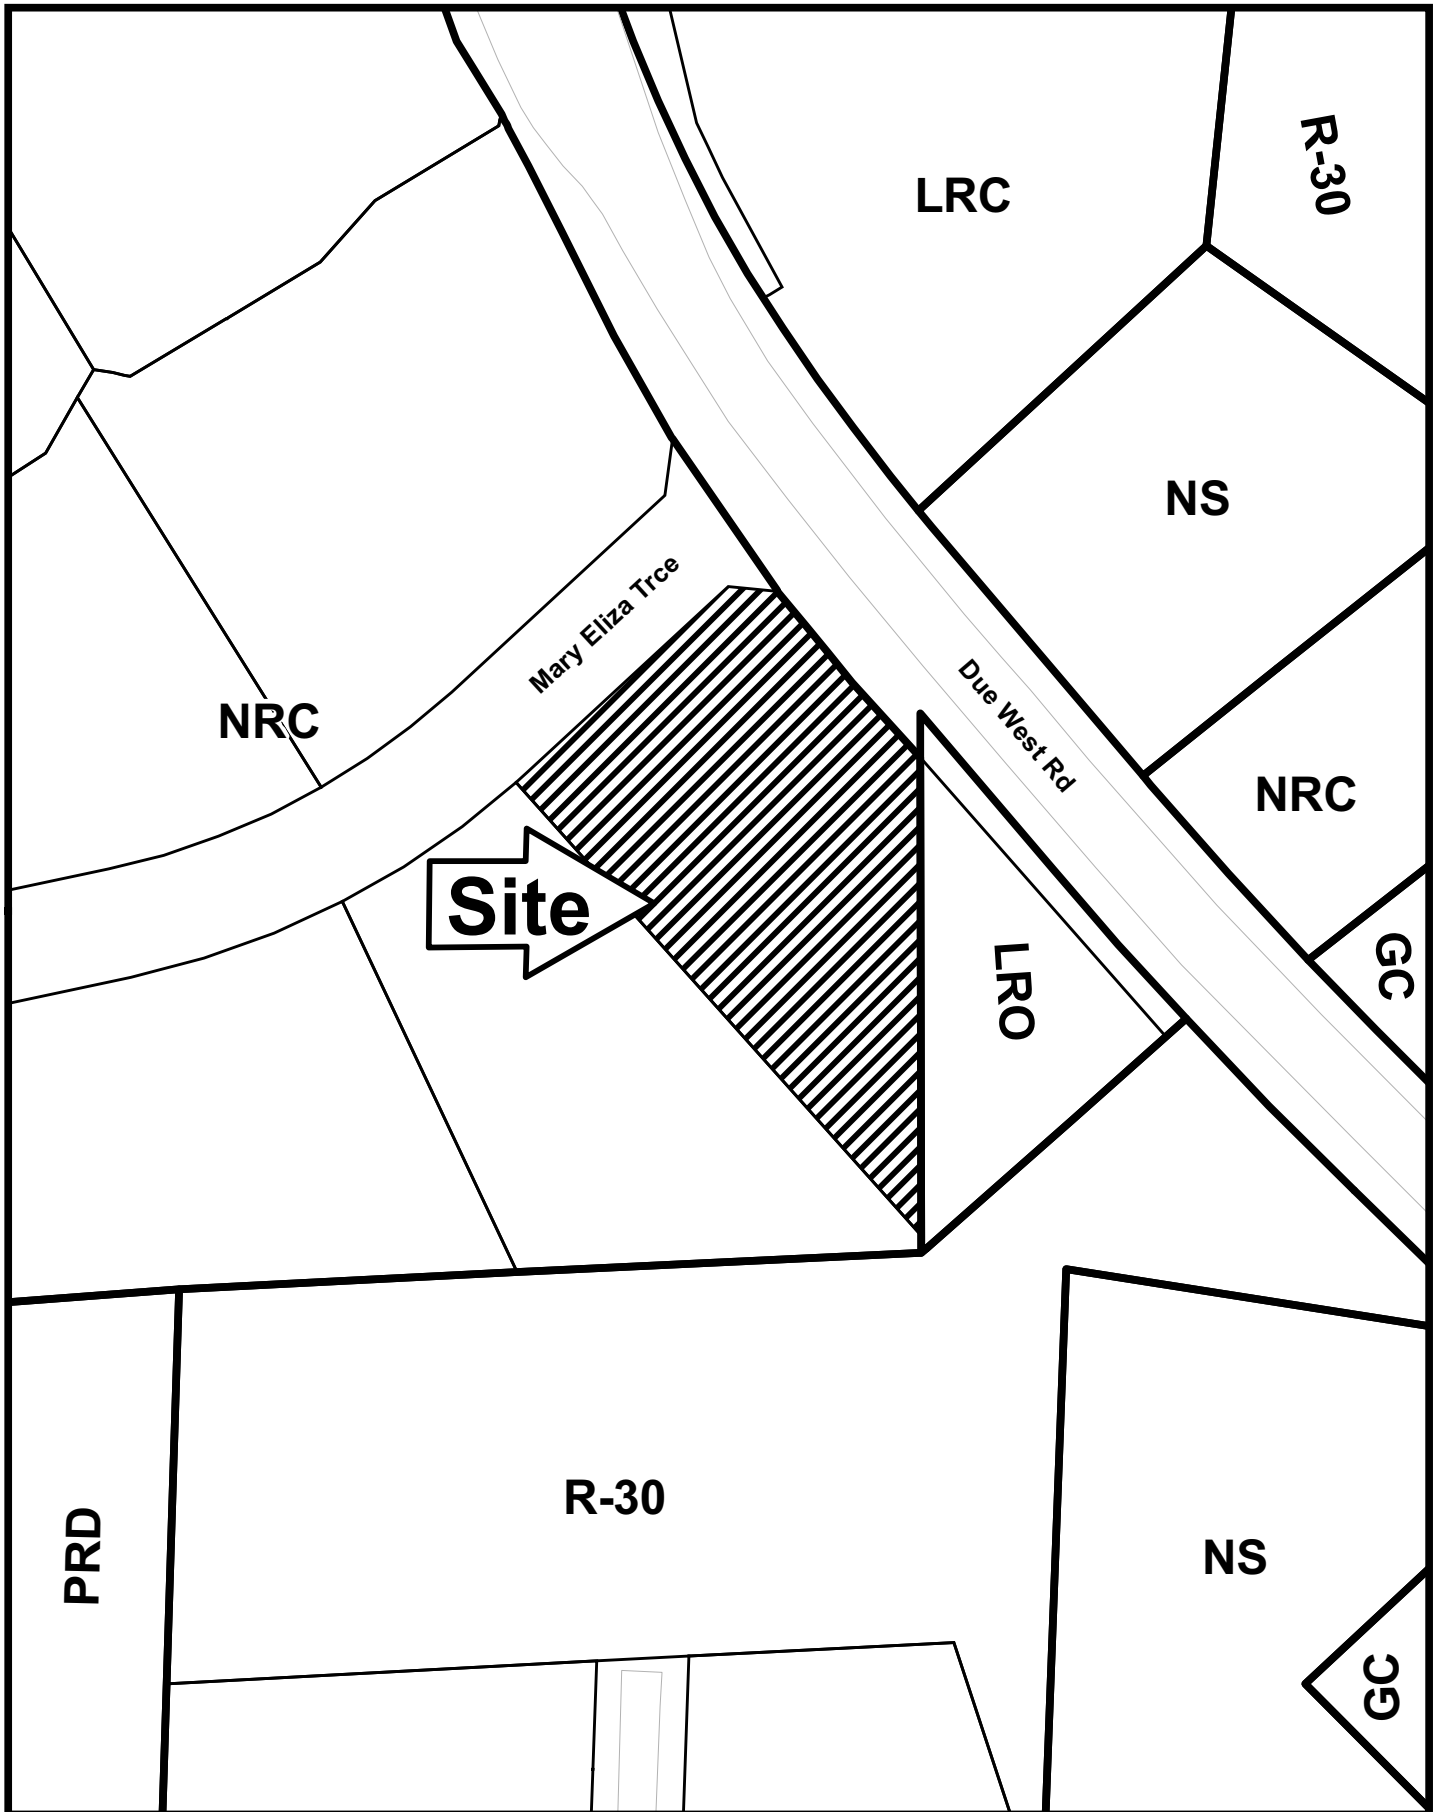 R-30
LRC
NS
Mary Eliza Trce
Due West Rd
NRC
NRC
Site
GC
LRO
R-30
PRD
NS
GC